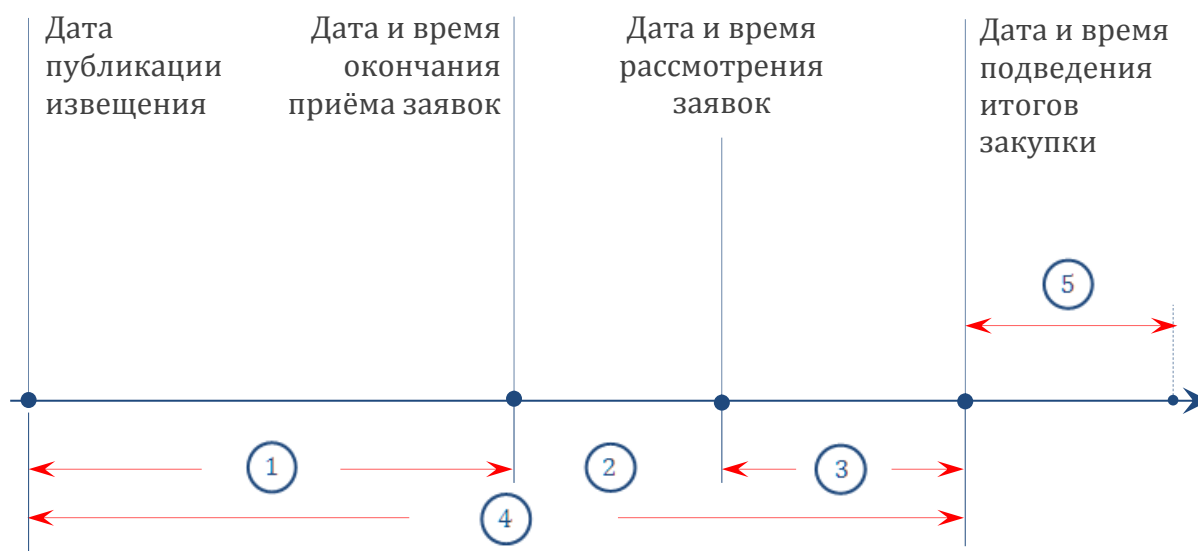 Дата
публикации
извещения
Дата и время
окончания
приёма заявок
Дата и время
рассмотрения
заявок
Дата и время
подведения
итогов
закупки
5
1
2
3
4